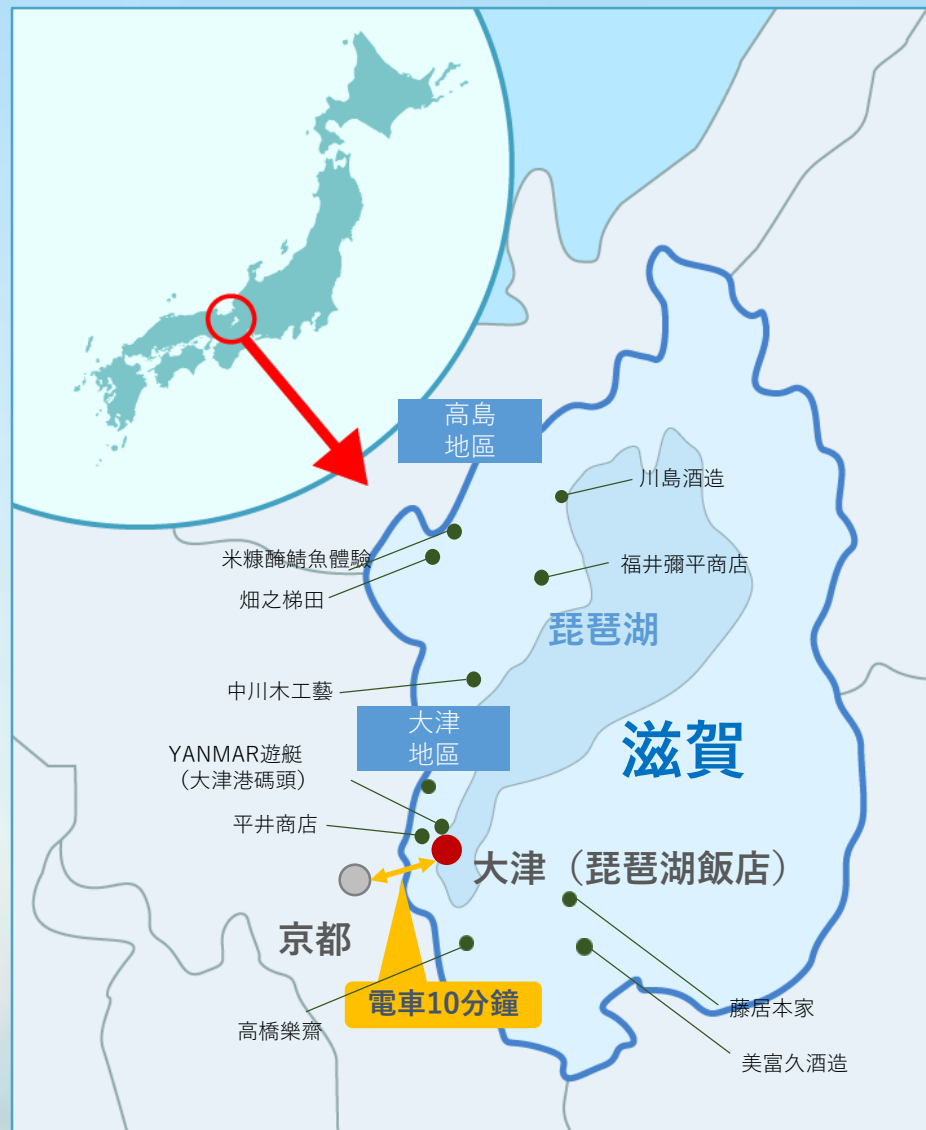 高島
地區
川島酒造
米糠醃鯖魚體驗
福井彌平商店
畑之梯田
琵琶湖
中川木工藝
大津
地區
滋賀
YANMAR遊艇
（大津港碼頭）
平井商店
大津（琵琶湖飯店）
京都
電車10分鐘
高橋樂齋
藤居本家
美富久酒造